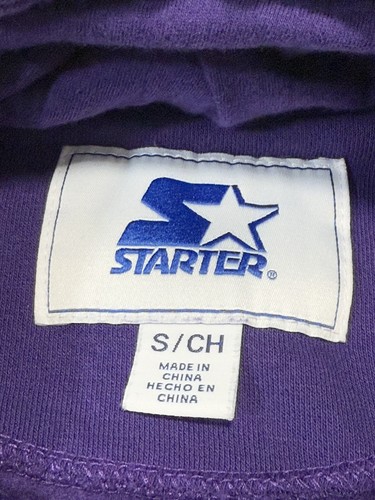 STARTER®
S/CH
MADE IN
CHINA
HECHO EN
CHINA